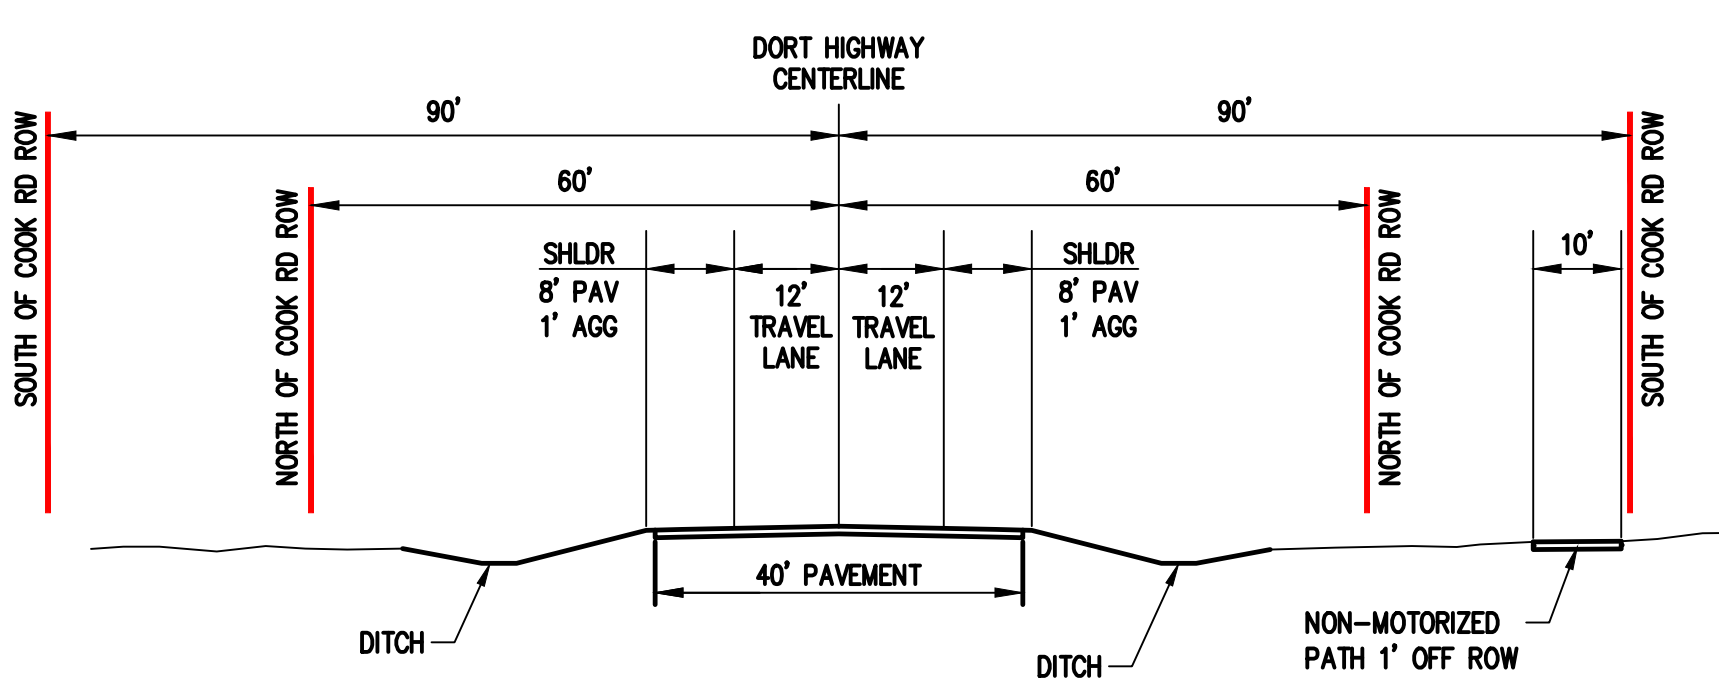 DORT HIGHWAY
CENTERLINE
90'
90'
SOUTH OF COOK RD ROW
SOUTH OF COOK RD ROW
60'
60'
NORTH OF COOK RD ROW
NORTH OF COOK RD ROW
SHLDR
8' PAV
1' AGG
12'
TRAVEL
LANE
12'
TRAVEL
LANE
SHLDR
8' PAV
1' AGG
10'
40' PAVEMENT
DITCH
DITCH
NON-MOTORIZED
PATH 1' OFF ROW